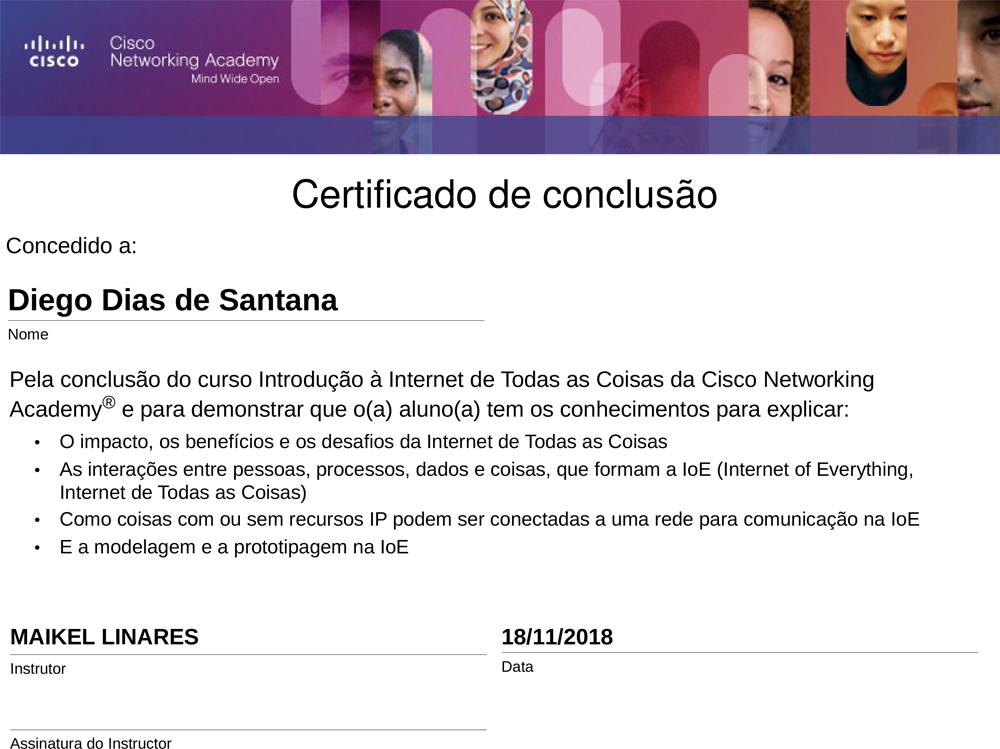 cisco
Cisco
Networking Academy
Mind Wide Open
Certificado de conclusão
Concedido a:
Diego Dias de Santana
Nome
Pela conclusão do curso Introdução à Internet de Todas as Coisas da Cisco Networking
Academy® e para demonstrar que o(a) aluno(a) tem os conhecimentos para explicar:
• O impacto, os benefícios e os desafios da Internet de Todas as Coisas
• As interações entre pessoas, processos, dados e coisas, que formam a IoE (Internet of Everything,
Internet de Todas as Coisas)
• Como coisas com ou sem recursos IP podem ser conectadas a uma rede para comunicação na IoE
• E a modelagem e a prototipagem na IoE
MAIKEL LINARES
Instrutor
18/11/2018
Data
Assinatura do Instructor